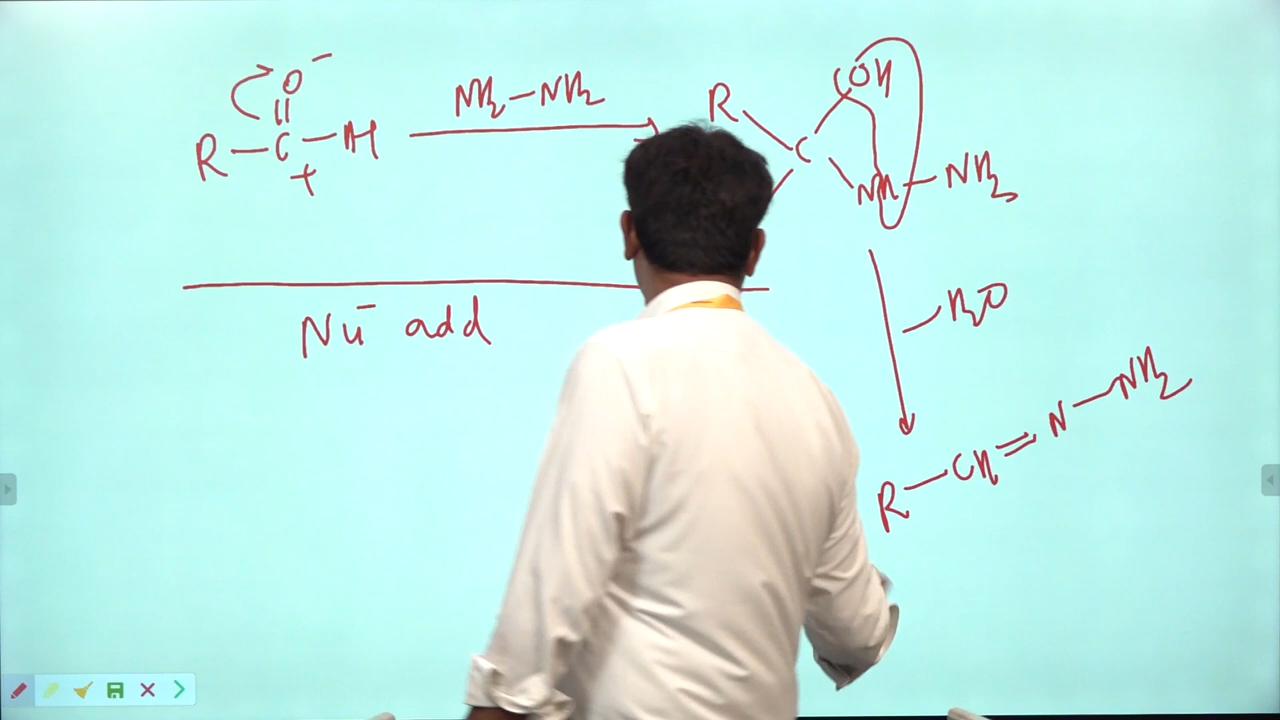 O⁻
R—C—H
+
NH₂—NH₂
R
OH
C
NH—NH₂
Nu⁻ add
—H₂O
R—CH=N—NH₂